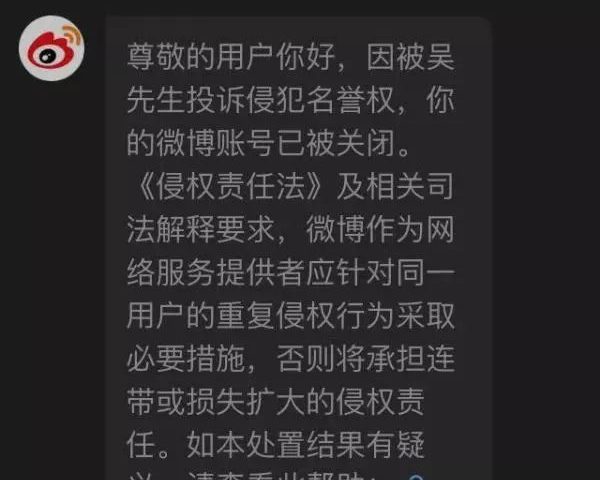 尊敬的用户你好，因被吴
先生投诉侵犯名誉权，你
的微博账号已被关闭。
《侵权责任法》及相关司
法解释要求，微博作为网
络服务提供者应针对同一
用户的重复侵权行为采取
必要措施，否则将承担连
带或损失扩大的侵权责
任。如本处置结果有疑